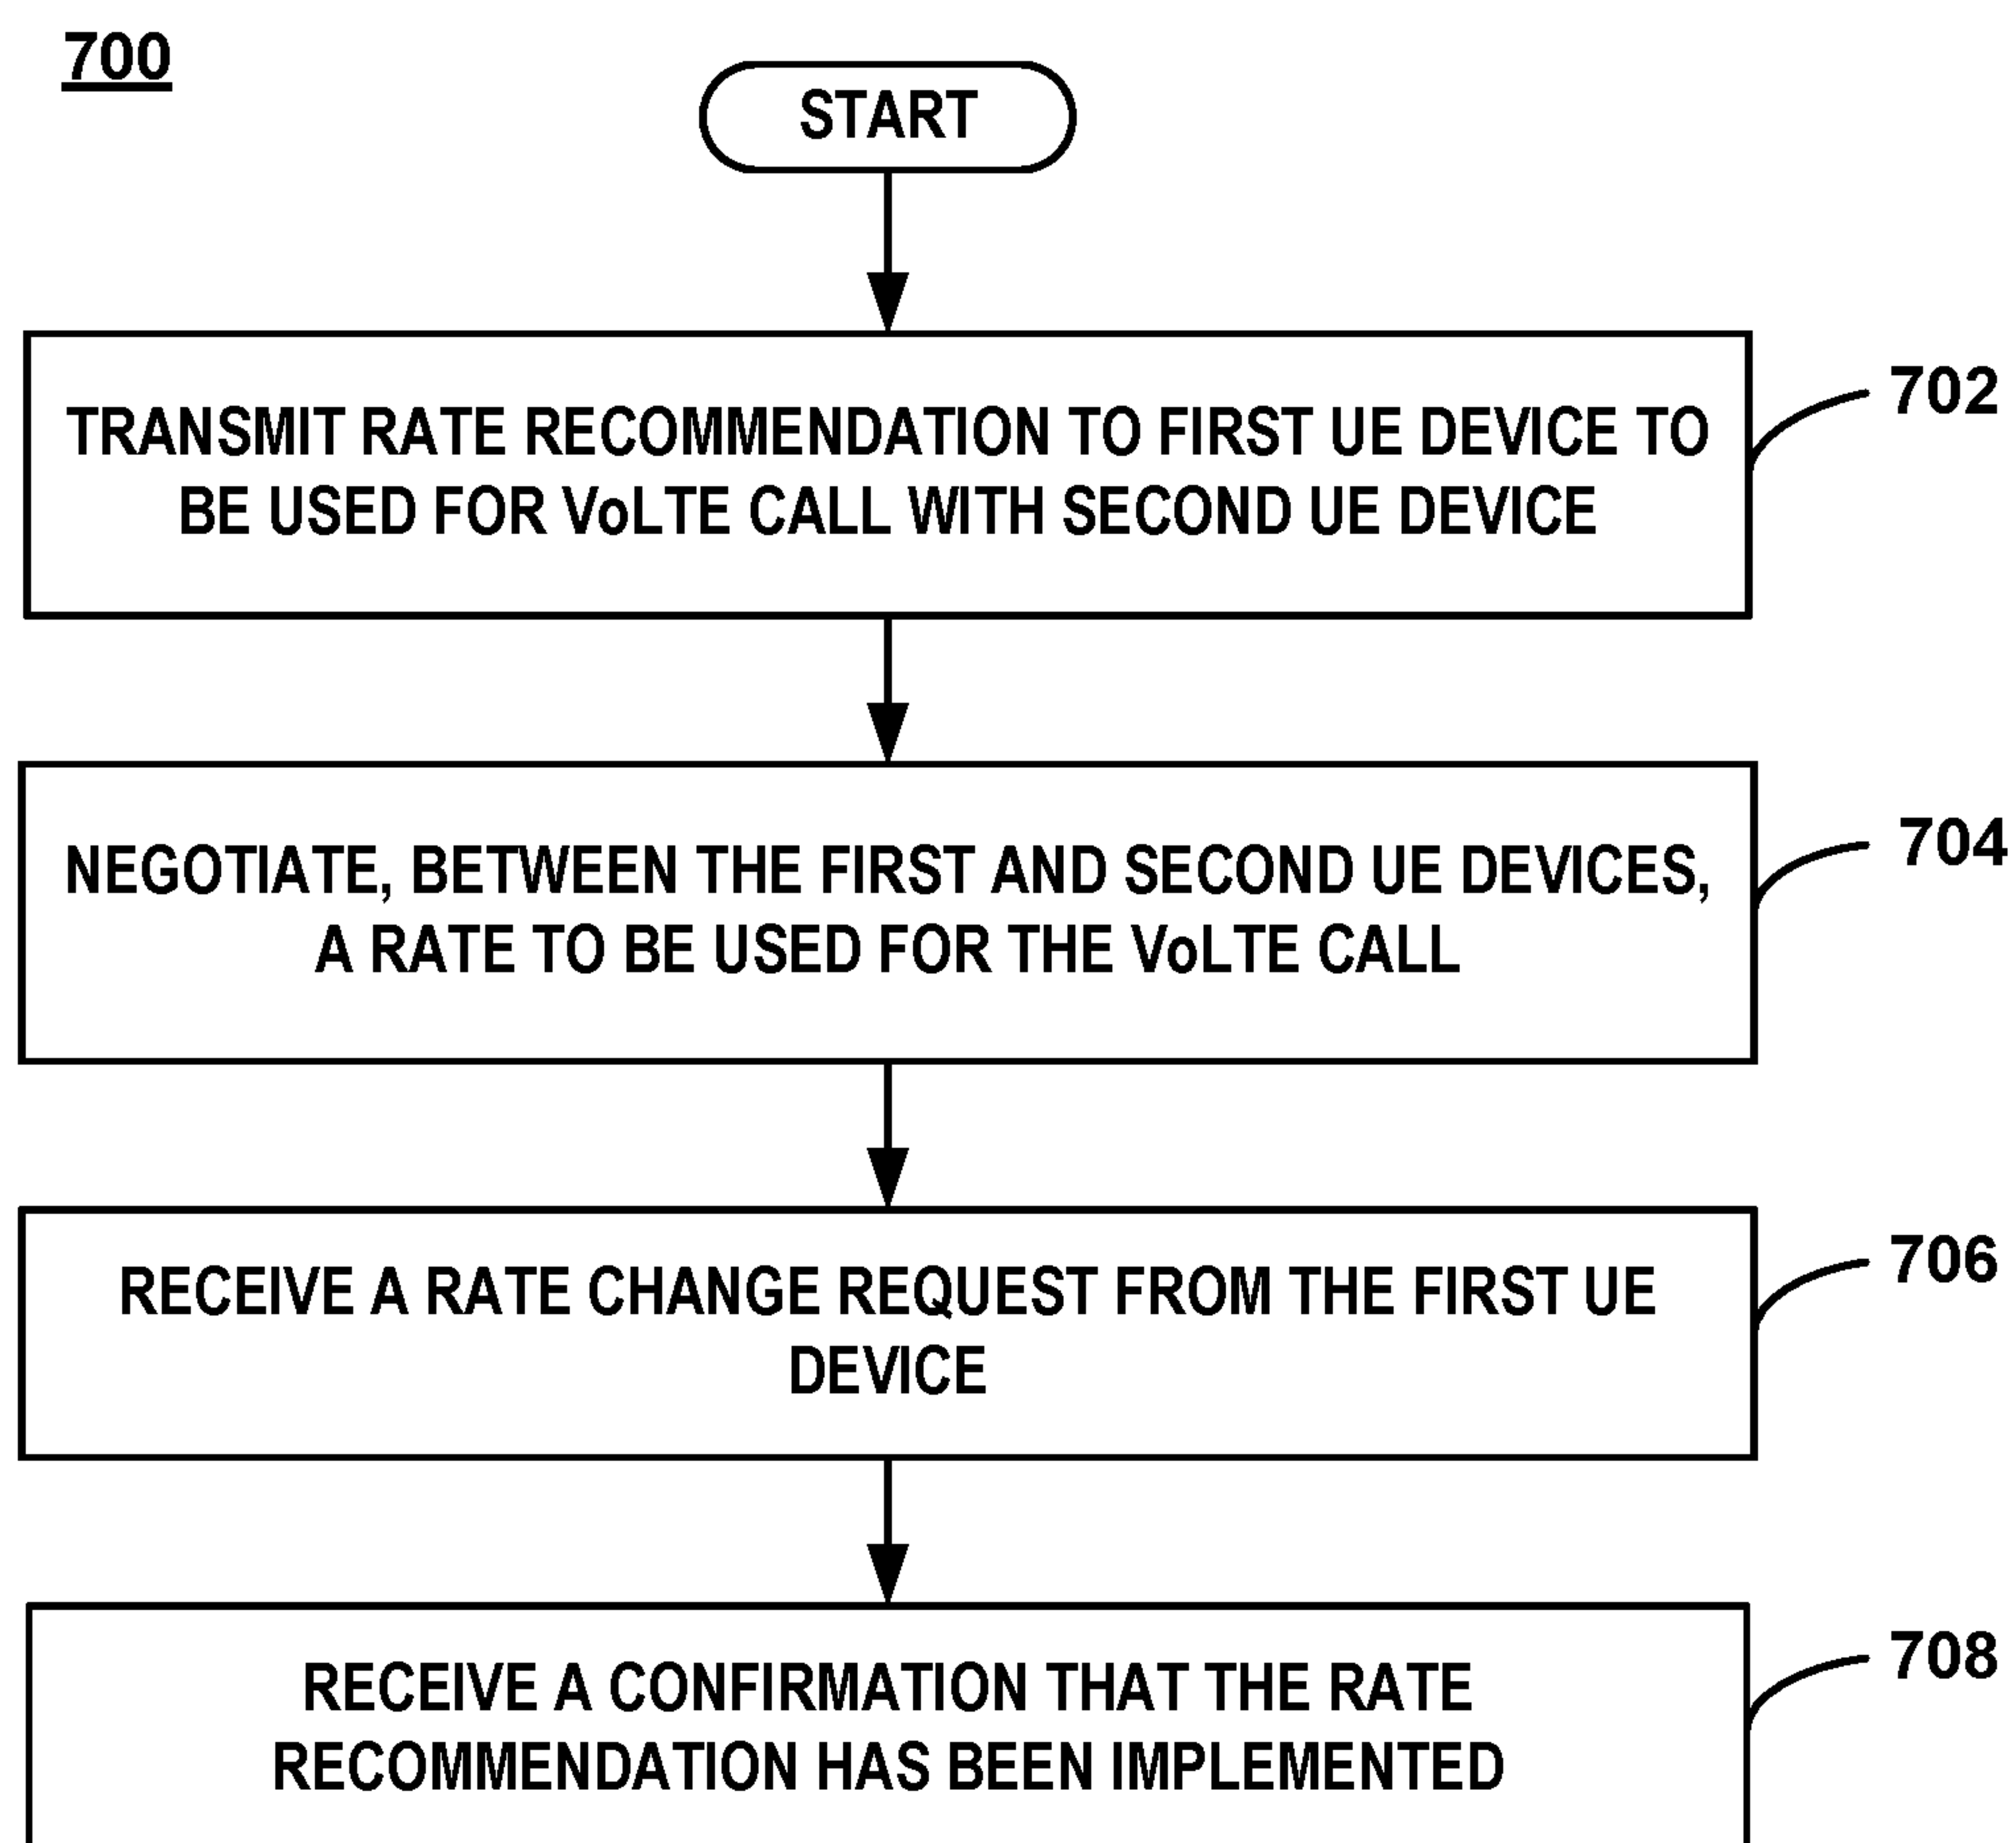 700
START
TRANSMIT RATE RECOMMENDATION TO FIRST UE DEVICE TO
BE USED FOR VoLTE CALL WITH SECOND UE DEVICE
702
NEGOTIATE, BETWEEN THE FIRST AND SECOND UE DEVICES,
A RATE TO BE USED FOR THE VoLTE CALL
704
RECEIVE A RATE CHANGE REQUEST FROM THE FIRST UE
DEVICE
706
RECEIVE A CONFIRMATION THAT THE RATE
RECOMMENDATION HAS BEEN IMPLEMENTED
708